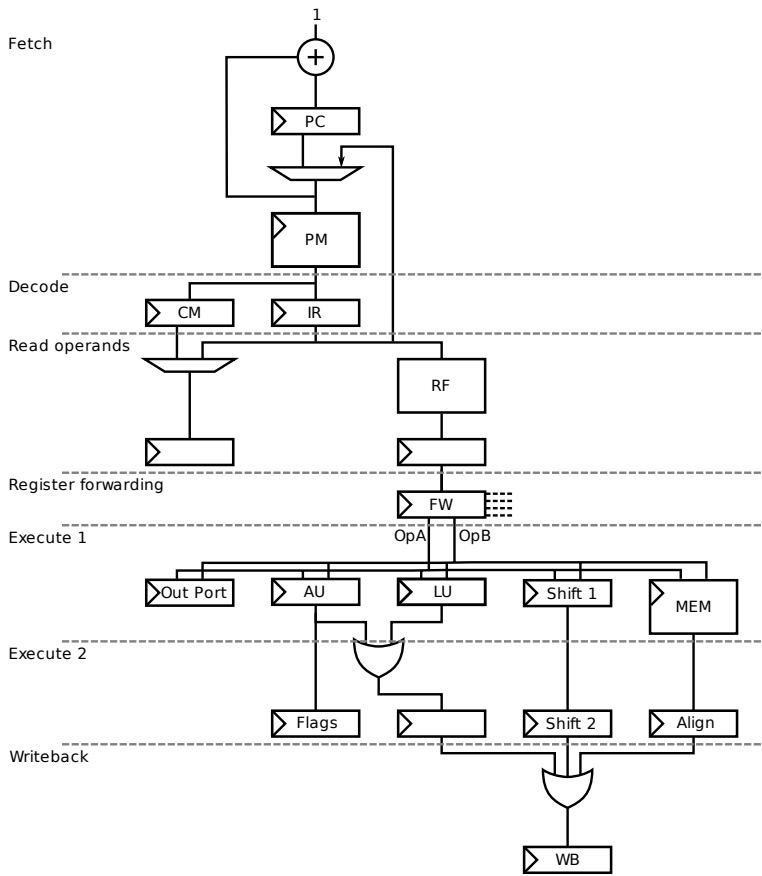 1
Fetch
+
PC
PM
Decode
CM
IR
Read operands
RF
Register forwarding
FW
Execute 1
OpA
OpB
Out Port
AU
LU
Shift 1
MEM
Execute 2
Flags
Shift 2
Align
Writeback
WB